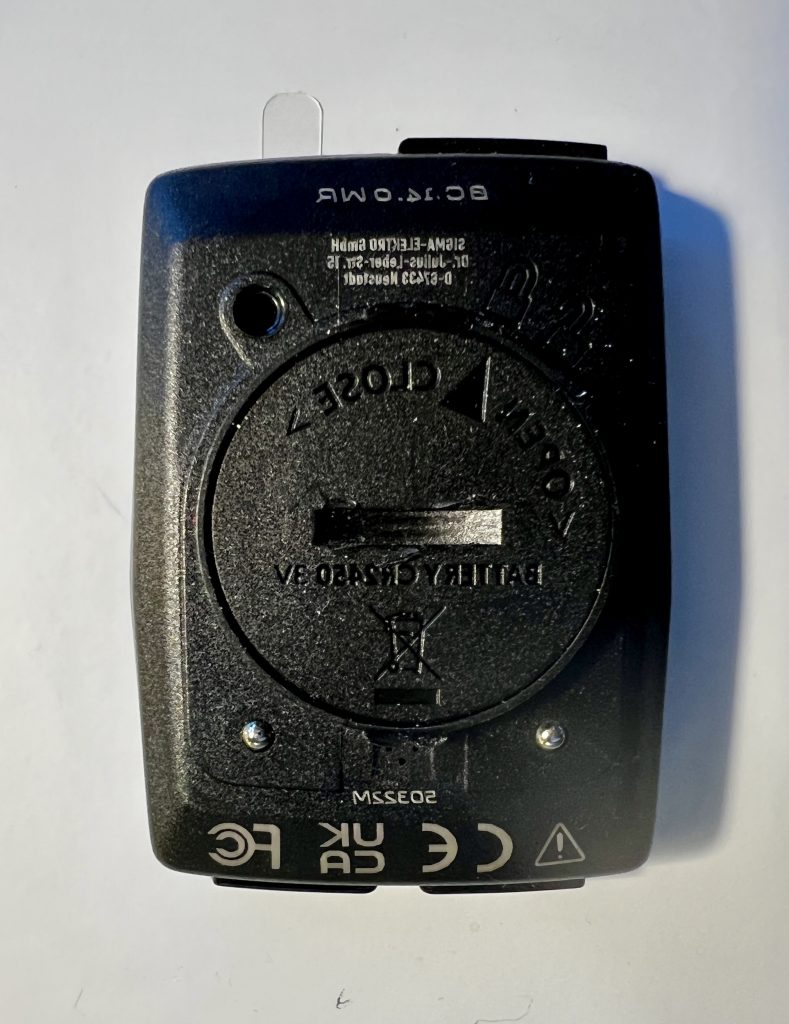 BC 14.0 WR
SIGMA-ELEKTRO GmbH
Dr.-Julius-Leber-Str. 15
D-67433 Neustadt
< OPEN CLOSE >
BATTERY CR2450 3V
S0322M
CE UK CA FC